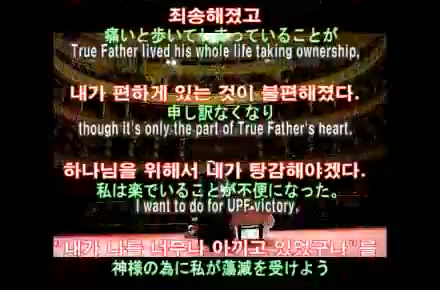 죄송해졌고
痛いと歩いてしまっていることが
True Father lived his whole life taking ownership,
내가 편하게 있는 것이 불편해졌다.
申し訳なくなり
though it's only the part of True Father's heart.
하나님을 위해서 내가 탕감해야겠다.
私は楽でいることが不便になった。
I want to do for UPF victory,
"내가 나를 너무나 아끼고 있었구나"를
神様の為に私が蕩減を受けよう